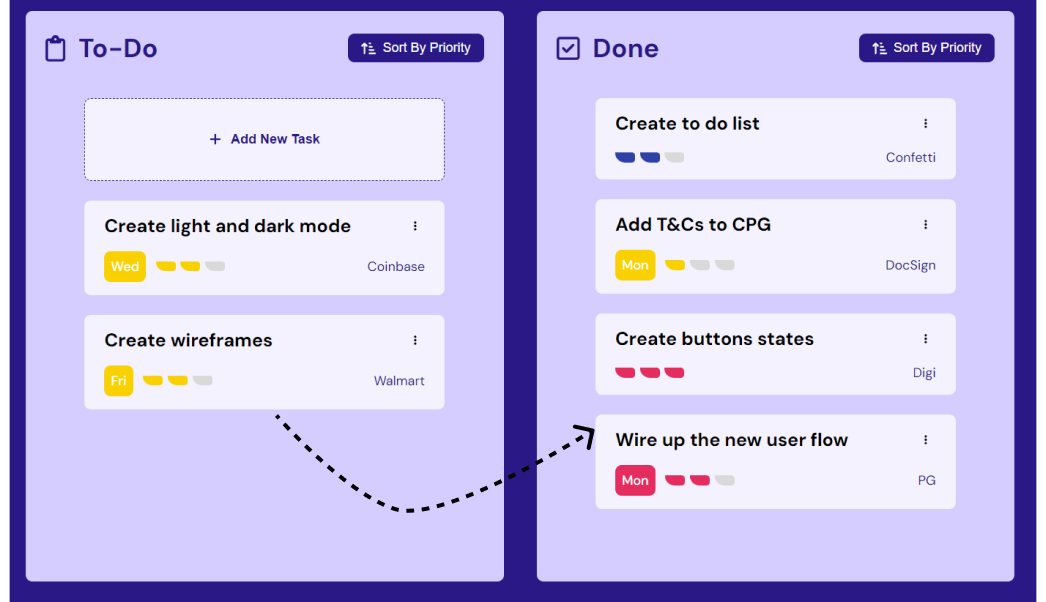 To-Do
Sort By Priority
+ Add New Task
Create light and dark mode
Wed
Coinbase
Create wireframes
Fri
Walmart
Done
Sort By Priority
Create to do list
Confetti
Add T&Cs to CPG
Mon
DocSign
Create buttons states
Digi
Wire up the new user flow
Mon
PG